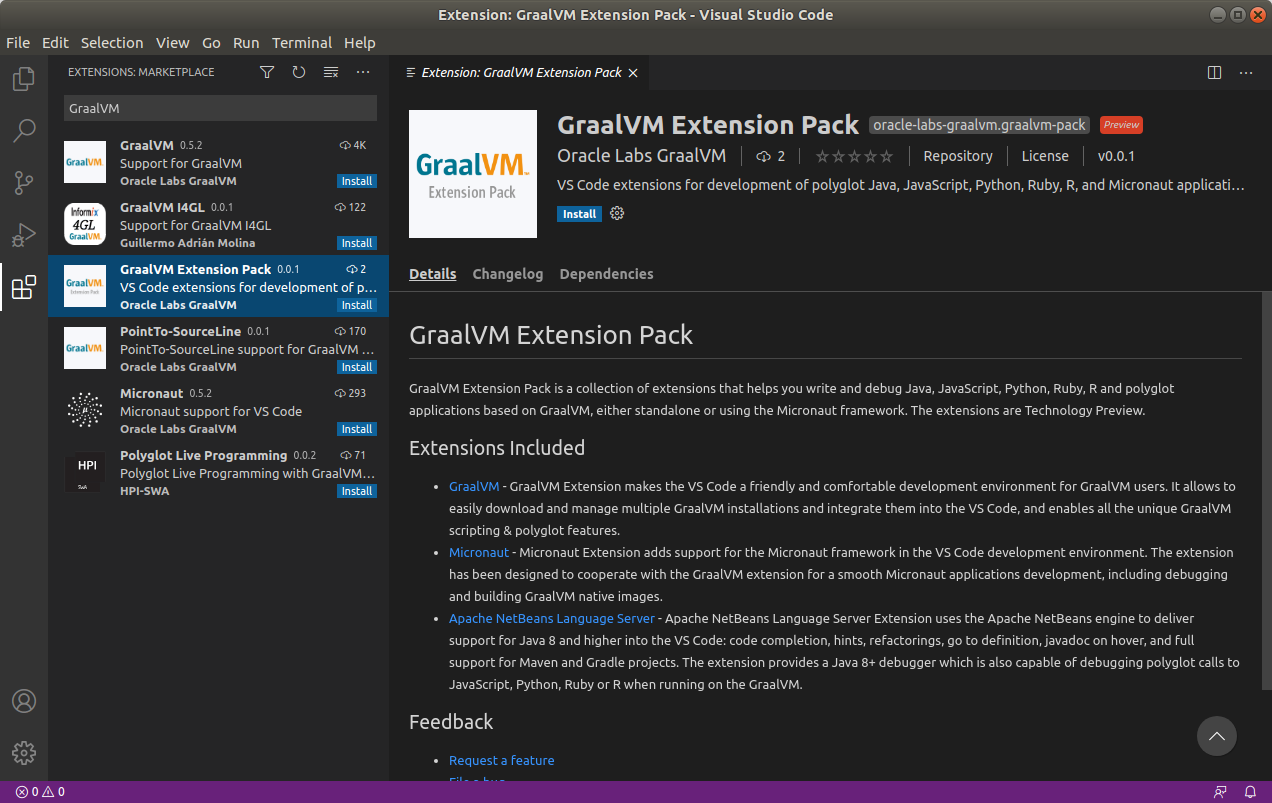 Extension: GraalVM Extension Pack - Visual Studio Code
File Edit Selection View Go Run Terminal Help
EXTENSIONS: MARKETPLACE
GraalVM
GraalVM
GraalVM 0.5.2 4K
Support for GraalVM
Oracle Labs GraalVM Install
Informix
4GL
GraalVM
GraalVM I4GL 0.0.1 122
Support for GraalVM I4GL
Guillermo Adrián Molina Install
GraalVM
Extension Pack
GraalVM Extension Pack 0.0.1 2
VS Code extensions for development of p...
Oracle Labs GraalVM Install
GraalVM
PointTo-SourceLine 0.0.1 170
PointTo-SourceLine support for GraalVM ...
Oracle Labs GraalVM Install
Micronaut 0.5.2 293
Micronaut support for VS Code
Oracle Labs GraalVM Install
HPI
SWA
Polyglot Live Programming 0.0.2 71
Polyglot Live Programming with GraalVM...
HPI-SWA Install
Extension: GraalVM Extension Pack
GraalVM™
Extension Pack
GraalVM Extension Pack oracle-labs-graalvm.graalvm-pack Preview
Oracle Labs GraalVM 2 Repository License v0.0.1
VS Code extensions for development of polyglot Java, JavaScript, Python, Ruby, R, and Micronaut applicati...
Install
Details Changelog Dependencies
GraalVM Extension Pack
GraalVM Extension Pack is a collection of extensions that helps you write and debug Java, JavaScript, Python, Ruby, R and polyglot
applications based on GraalVM, either standalone or using the Micronaut framework. The extensions are Technology Preview.
Extensions Included
• GraalVM - GraalVM Extension makes the VS Code a friendly and comfortable development environment for GraalVM users. It allows to
easily download and manage multiple GraalVM installations and integrate them into the VS Code, and enables all the unique GraalVM
scripting & polyglot features.
• Micronaut - Micronaut Extension adds support for the Micronaut framework in the VS Code development environment. The extension
has been designed to cooperate with the GraalVM extension for a smooth Micronaut applications development, including debugging
and building GraalVM native images.
• Apache NetBeans Language Server - Apache NetBeans Language Server Extension uses the Apache NetBeans engine to deliver
support for Java 8 and higher into the VS Code: code completion, hints, refactorings, go to definition, javadoc on hover, and full
support for Maven and Gradle projects. The extension provides a Java 8+ debugger which is also capable of debugging polyglot calls to
JavaScript, Python, Ruby or R when running on the GraalVM.
Feedback
• Request a feature
File a bug
0 0